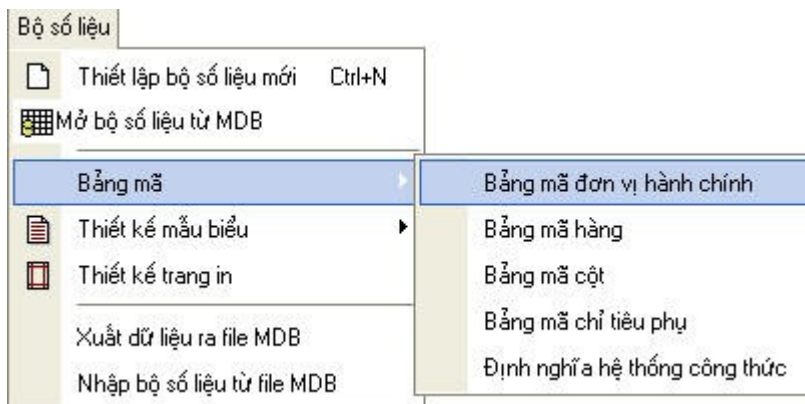 Bộ số liệu
Thiết lập bộ số liệu mới Ctrl+N
Mở bộ số liệu từ MDB
Bảng mã
Thiết kế mẫu biểu
Thiết kế trang in
Xuất dữ liệu ra file MDB
Nhập bộ số liệu từ file MDB
Bảng mã đơn vị hành chính
Bảng mã hàng
Bảng mã cột
Bảng mã chỉ tiêu phụ
Định nghĩa hệ thống công thức